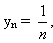 yₙ = 1/n,